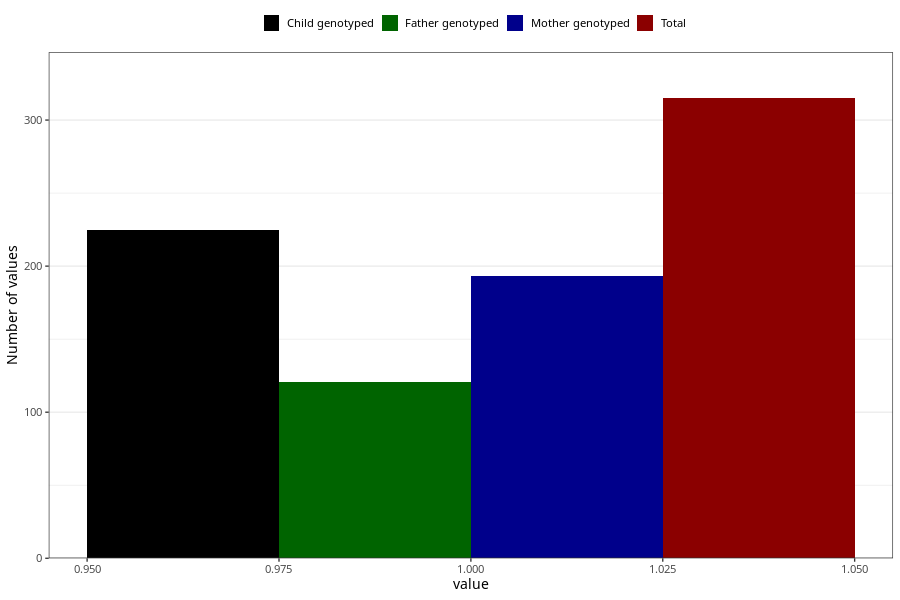 Child genotyped Father genotyped Mother genotyped Total
300
200
100
0
Number of values
0.950 0.975 1.000 1.025 1.050
value